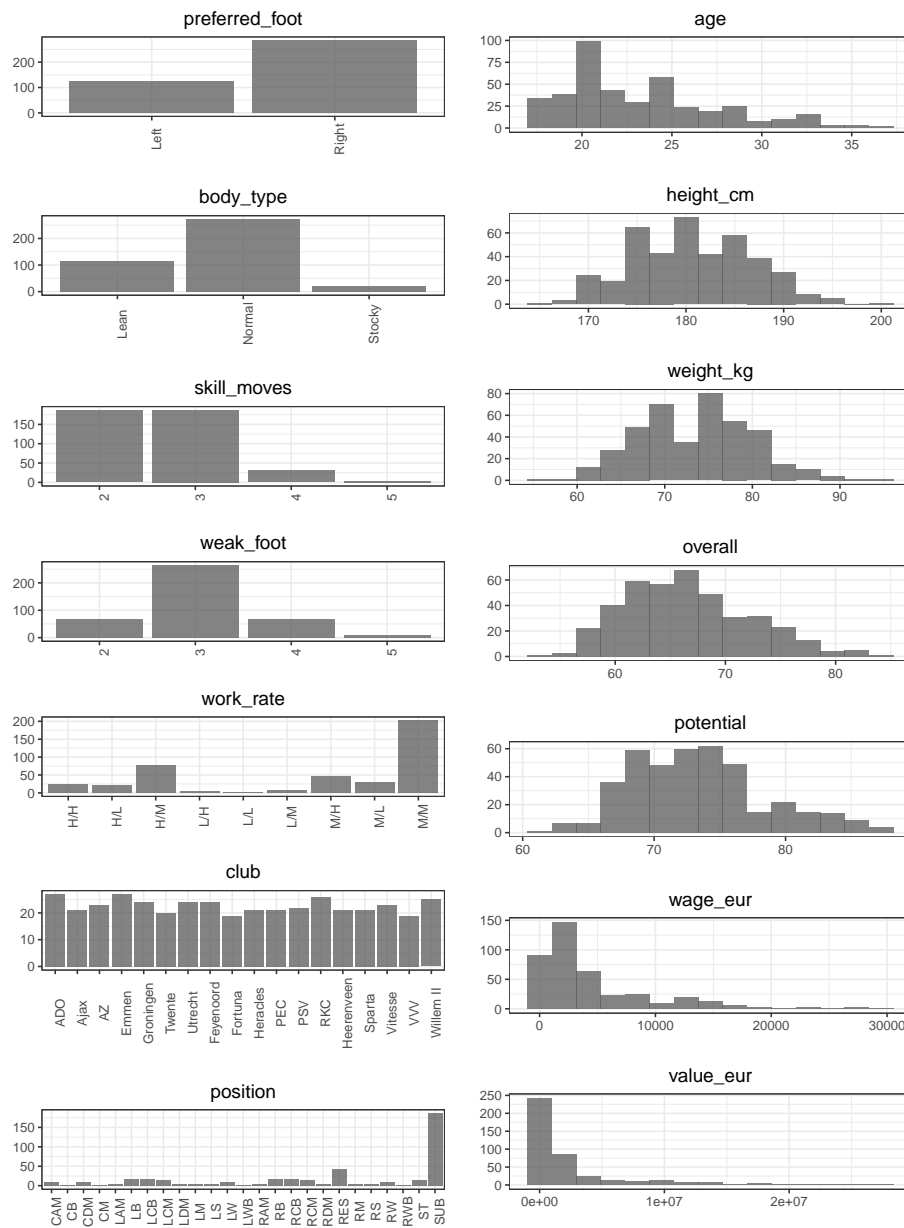 preferred_foot
200
100
0
Left
Right
body_type
200
100
0
Lean
Normal
Stocky
skill_moves
150
100
50
0
2
3
4
5
weak_foot
200
100
0
2
3
4
5
work_rate
200
150
100
50
0
H/H
H/L
H/M
L/H
L/L
L/M
M/H
M/L
M/M
club
20
10
0
ADO
Ajax
AZ
Emmen
Groningen
Twente
Utrecht
Feyenoord
Fortuna
Heracles
PEC
PSV
RKC
Heerenveen
Sparta
Vitesse
VVV
Willem II
position
150
100
50
0
CAM
CB
CDM
CM
LAM
LB
LCB
LCM
LDM
LM
LS
LW
LWB
RAM
RB
RCB
RCM
RDM
RES
RM
RS
RW
RWB
ST
SUB
age
100
75
50
25
0
20 25 30 35
height_cm
60
40
20
0
170 180 190 200
weight_kg
80
60
40
20
0
60 70 80 90
overall
60
40
20
0
60 70 80
potential
60
40
20
0
60 70 80
wage_eur
150
100
50
0
0 10000 20000 30000
value_eur
250
200
150
100
50
0
0e+00 1e+07 2e+07